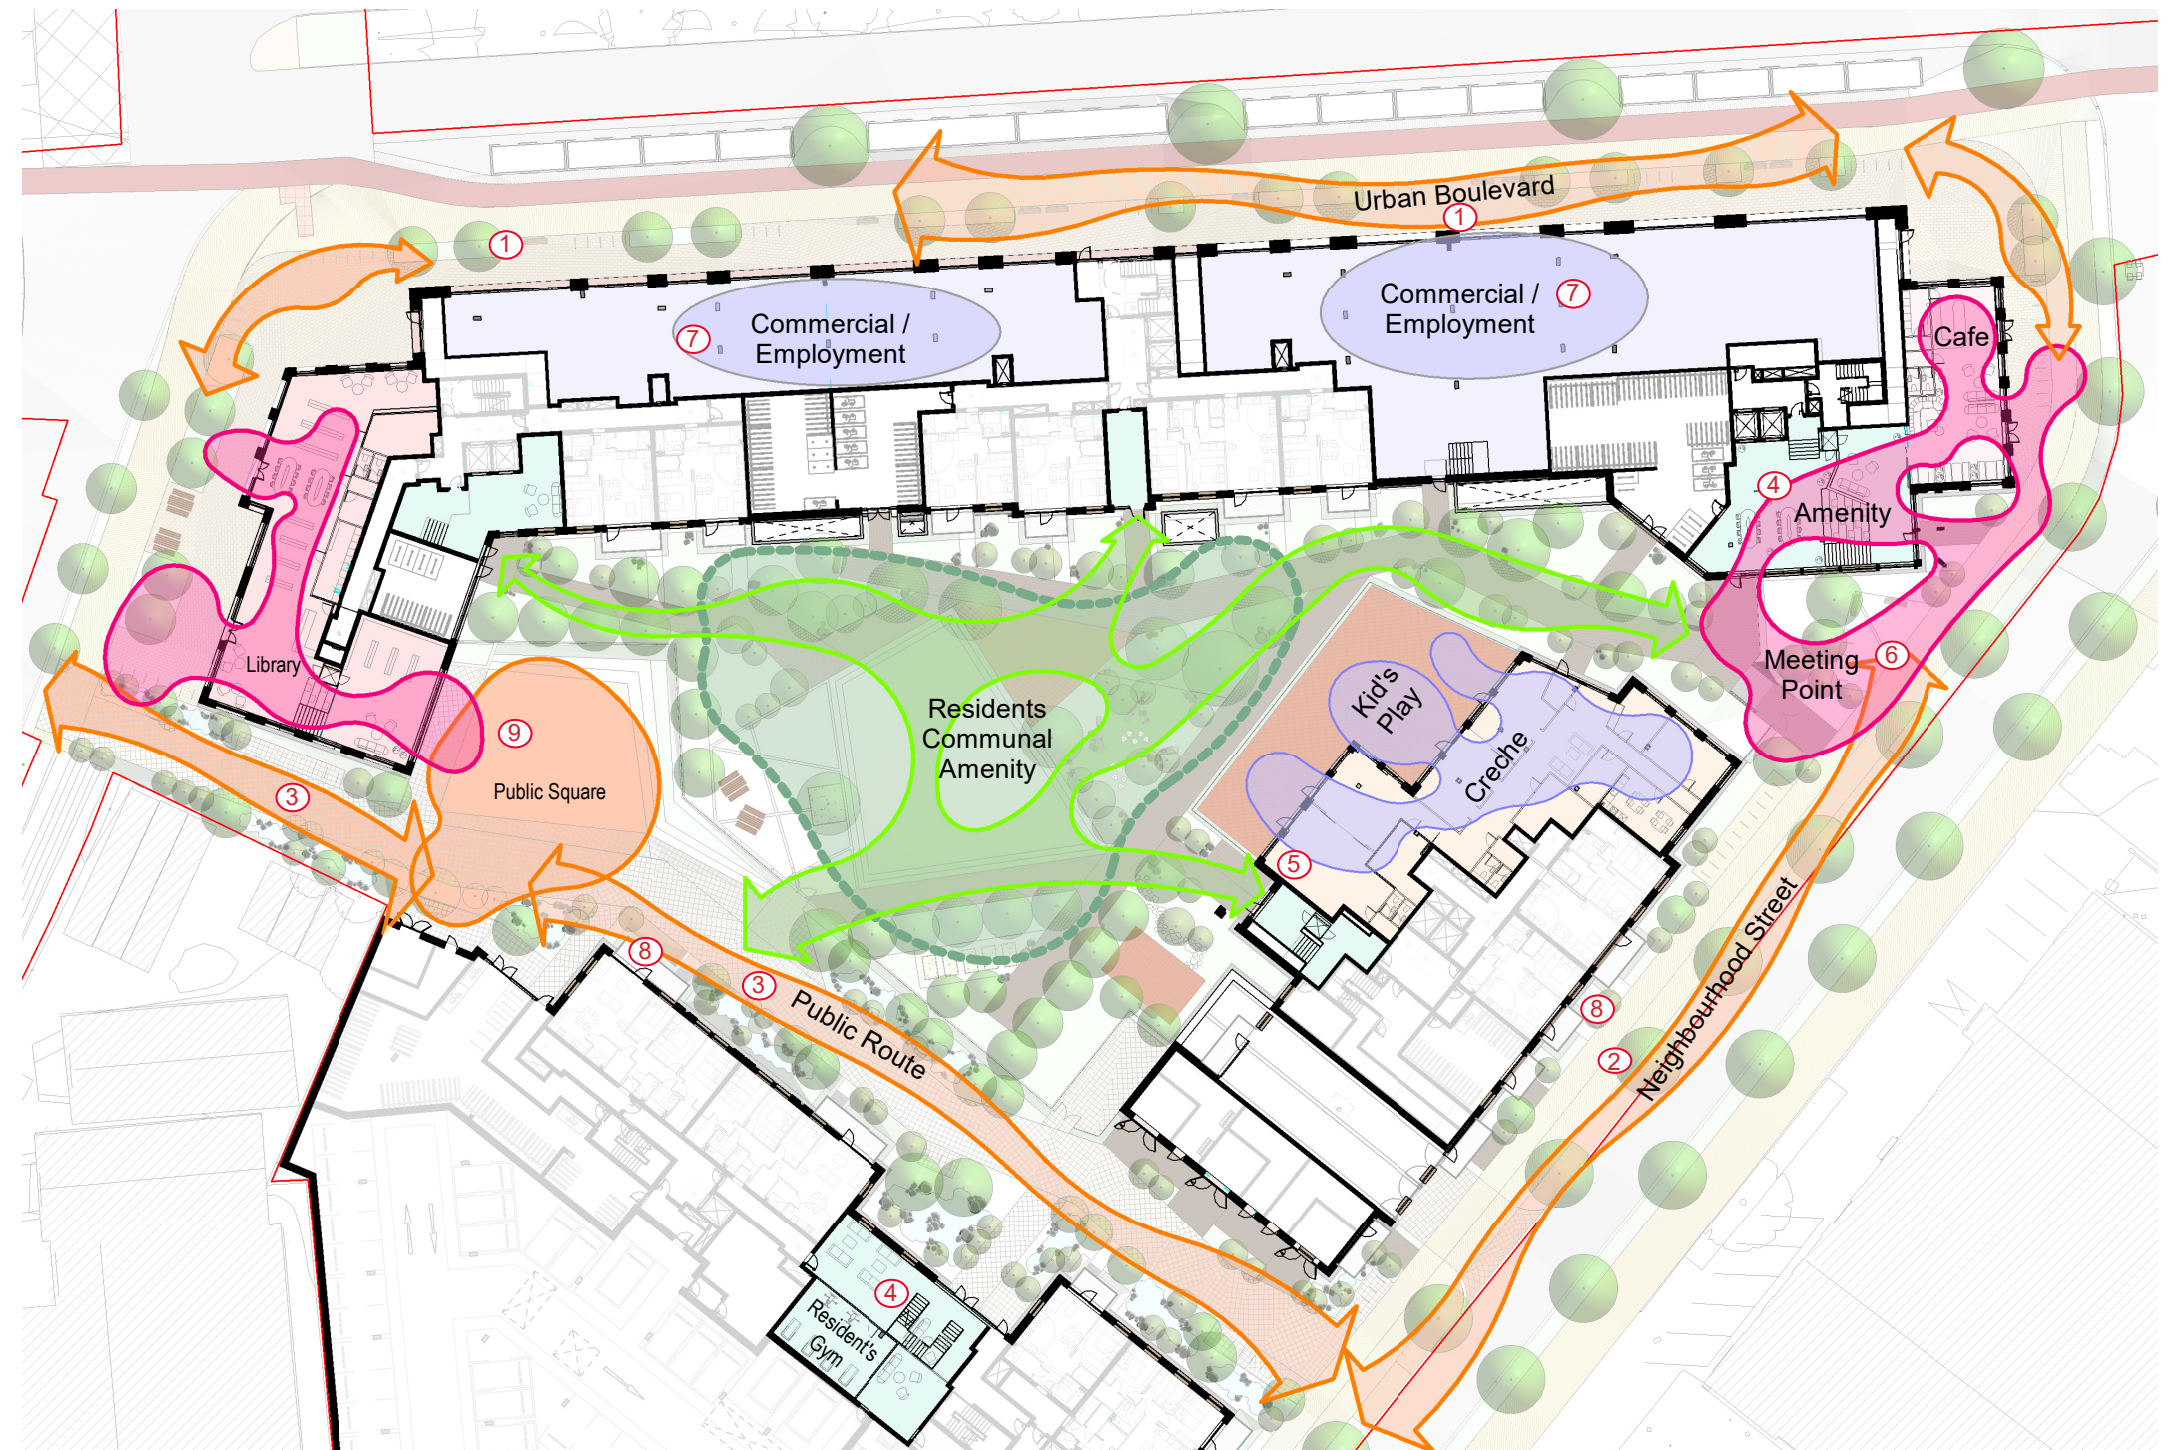 Urban Boulevard
1
1
Commercial /
Employment
7
Commercial /
Employment
7
Cafe
4
Amenity
6
Meeting
Point
Library
9
Public Square
3
Residents
Communal
Amenity
Kid's
Play
Creche
5
8
3
Public Route
Neighbourhood Street
8
2
4
Resident's
Gym